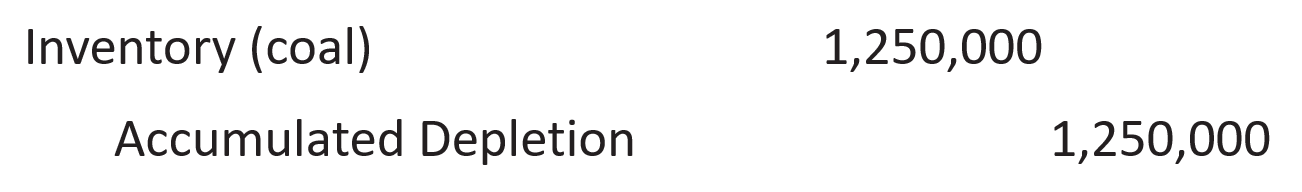 Inventory (coal) 1,250,000
Accumulated Depletion 1,250,000